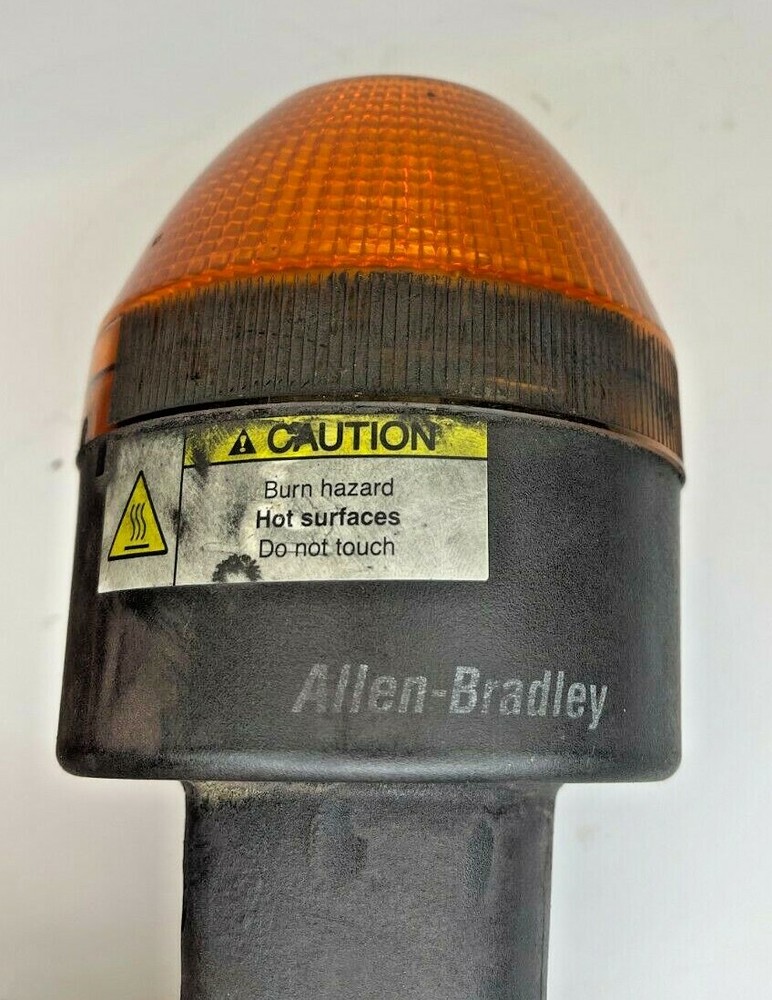 CAUTION
Burn hazard
Hot surfaces
Do not touch
Allen-Bradley